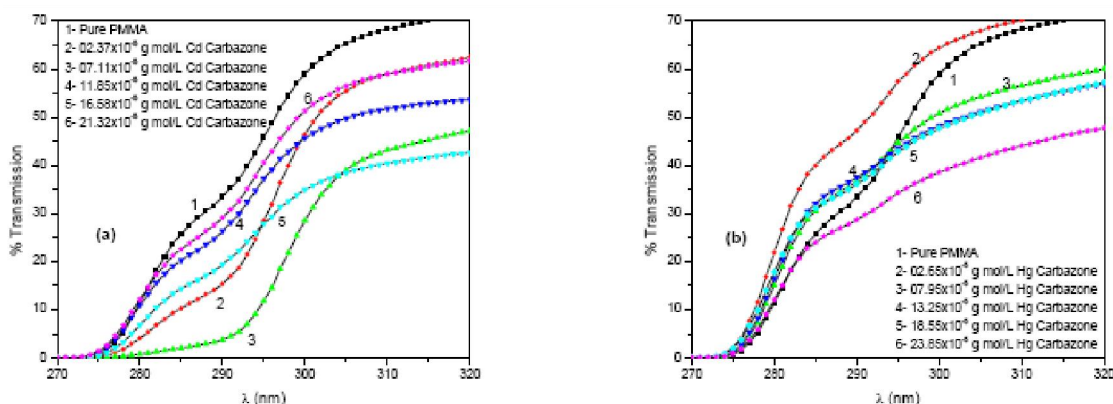 70
60
50
40
30
20
10
0
% Transmission
1- Pure PMMA
2- 02.37x10⁻⁶ g mol/L Cd Carbazone
3- 07.11x10⁻⁶ g mol/L Cd Carbazone
4- 11.85x10⁻⁶ g mol/L Cd Carbazone
5- 16.58x10⁻⁶ g mol/L Cd Carbazone
6- 21.32x10⁻⁶ g mol/L Cd Carbazone
6
1
4
(a)
5
2
3
270 280 290 300 310 320
λ (nm)
70
60
50
40
30
20
10
0
% Transmission
2
1
3
4
5
6
(b)
1- Pure PMMA
2- 02.65x10⁻⁶ g mol/L Hg Carbazone
3- 07.95x10⁻⁶ g mol/L Hg Carbazone
4- 13.25x10⁻⁶ g mol/L Hg Carbazone
5- 18.55x10⁻⁶ g mol/L Hg Carbazone
6- 23.85x10⁻⁶ g mol/L Hg Carbazone
270 280 290 300 310 320
λ (nm)